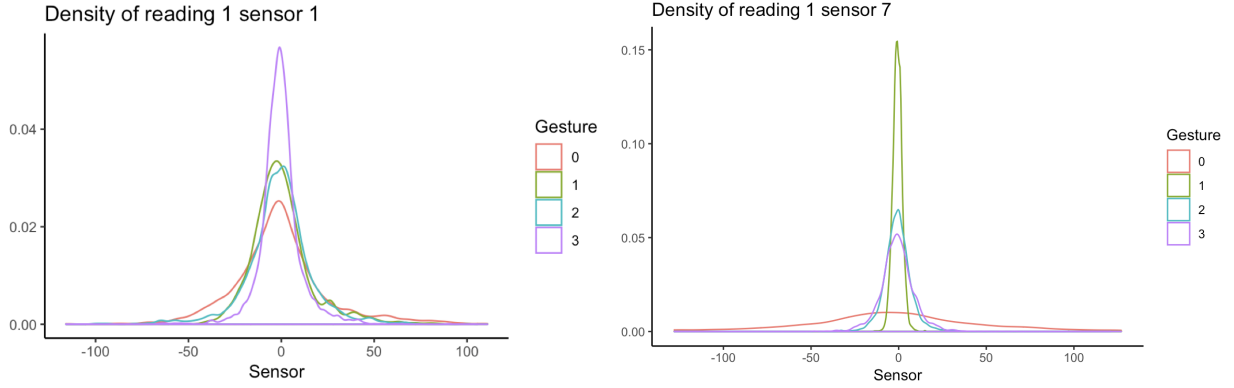 Density of reading 1 sensor 1
0.04
0.02
0.00
-100 -50 0 50 100
Sensor
Gesture
0
1
2
3
Density of reading 1 sensor 7
0.15
0.10
0.05
0.00
-100 -50 0 50 100
Sensor
Gesture
0
1
2
3